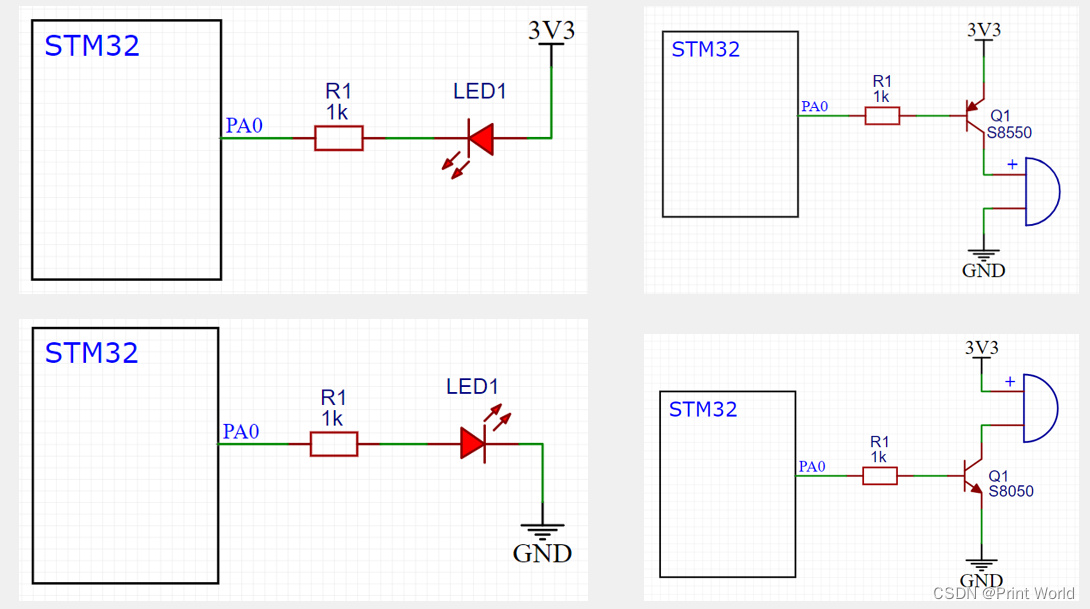 STM32
PA0
R1
1k
LED1
3V3
STM32
PA0
R1
1k
3V3
Q1
S8550
+
GND
STM32
PA0
R1
1k
LED1
GND
STM32
PA0
R1
1k
3V3
+
Q1
S8050
GND
CSDN @Print World